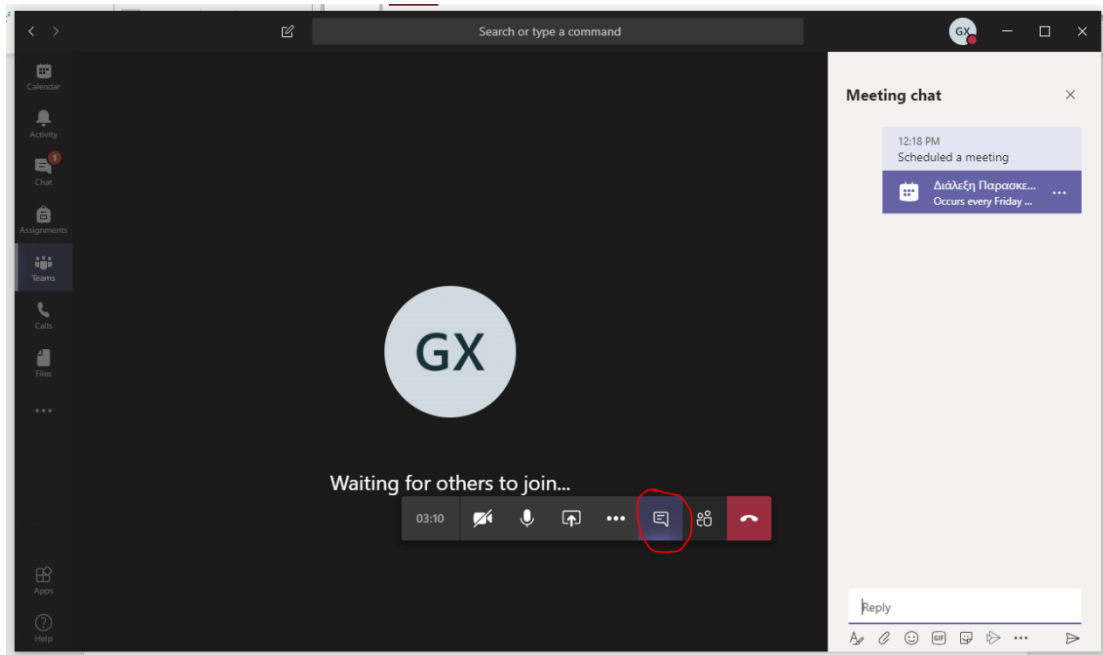 Search or type a command
GX
Calendar
Activity
1
Chat
Assignments
Teams
Calls
Files
Apps
Help
GX
Waiting for others to join...
03:10
Meeting chat
12:18 PM
Scheduled a meeting
Διάλεξη Παρασκε...
Occurs every Friday ...
Reply
GIF